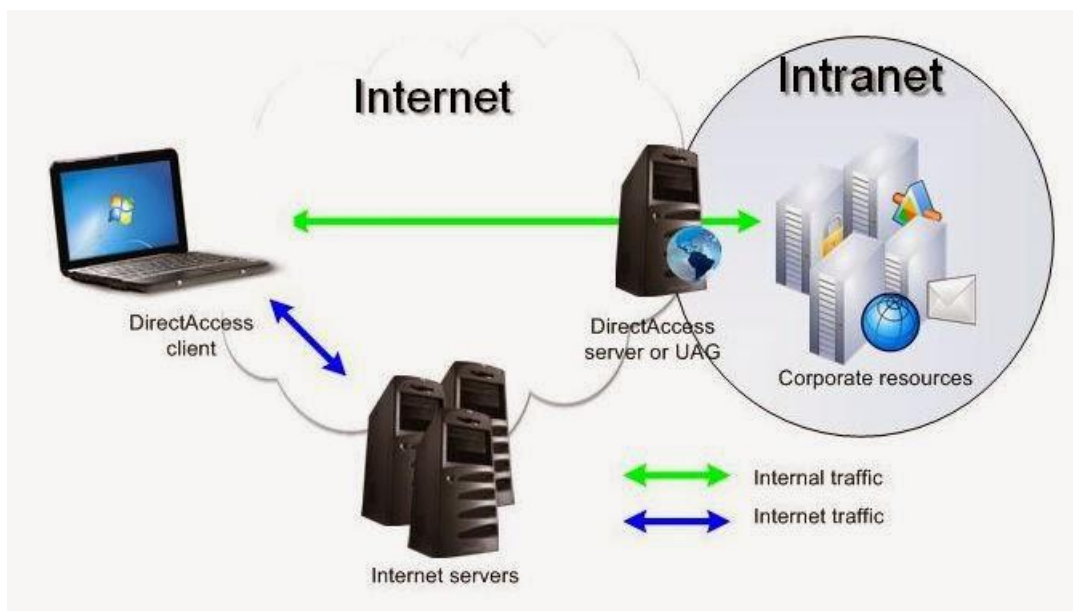 Internet
Intranet
DirectAccess
client
DirectAccess
server or UAG
Corporate resources
Internal traffic
Internet traffic
Internet servers